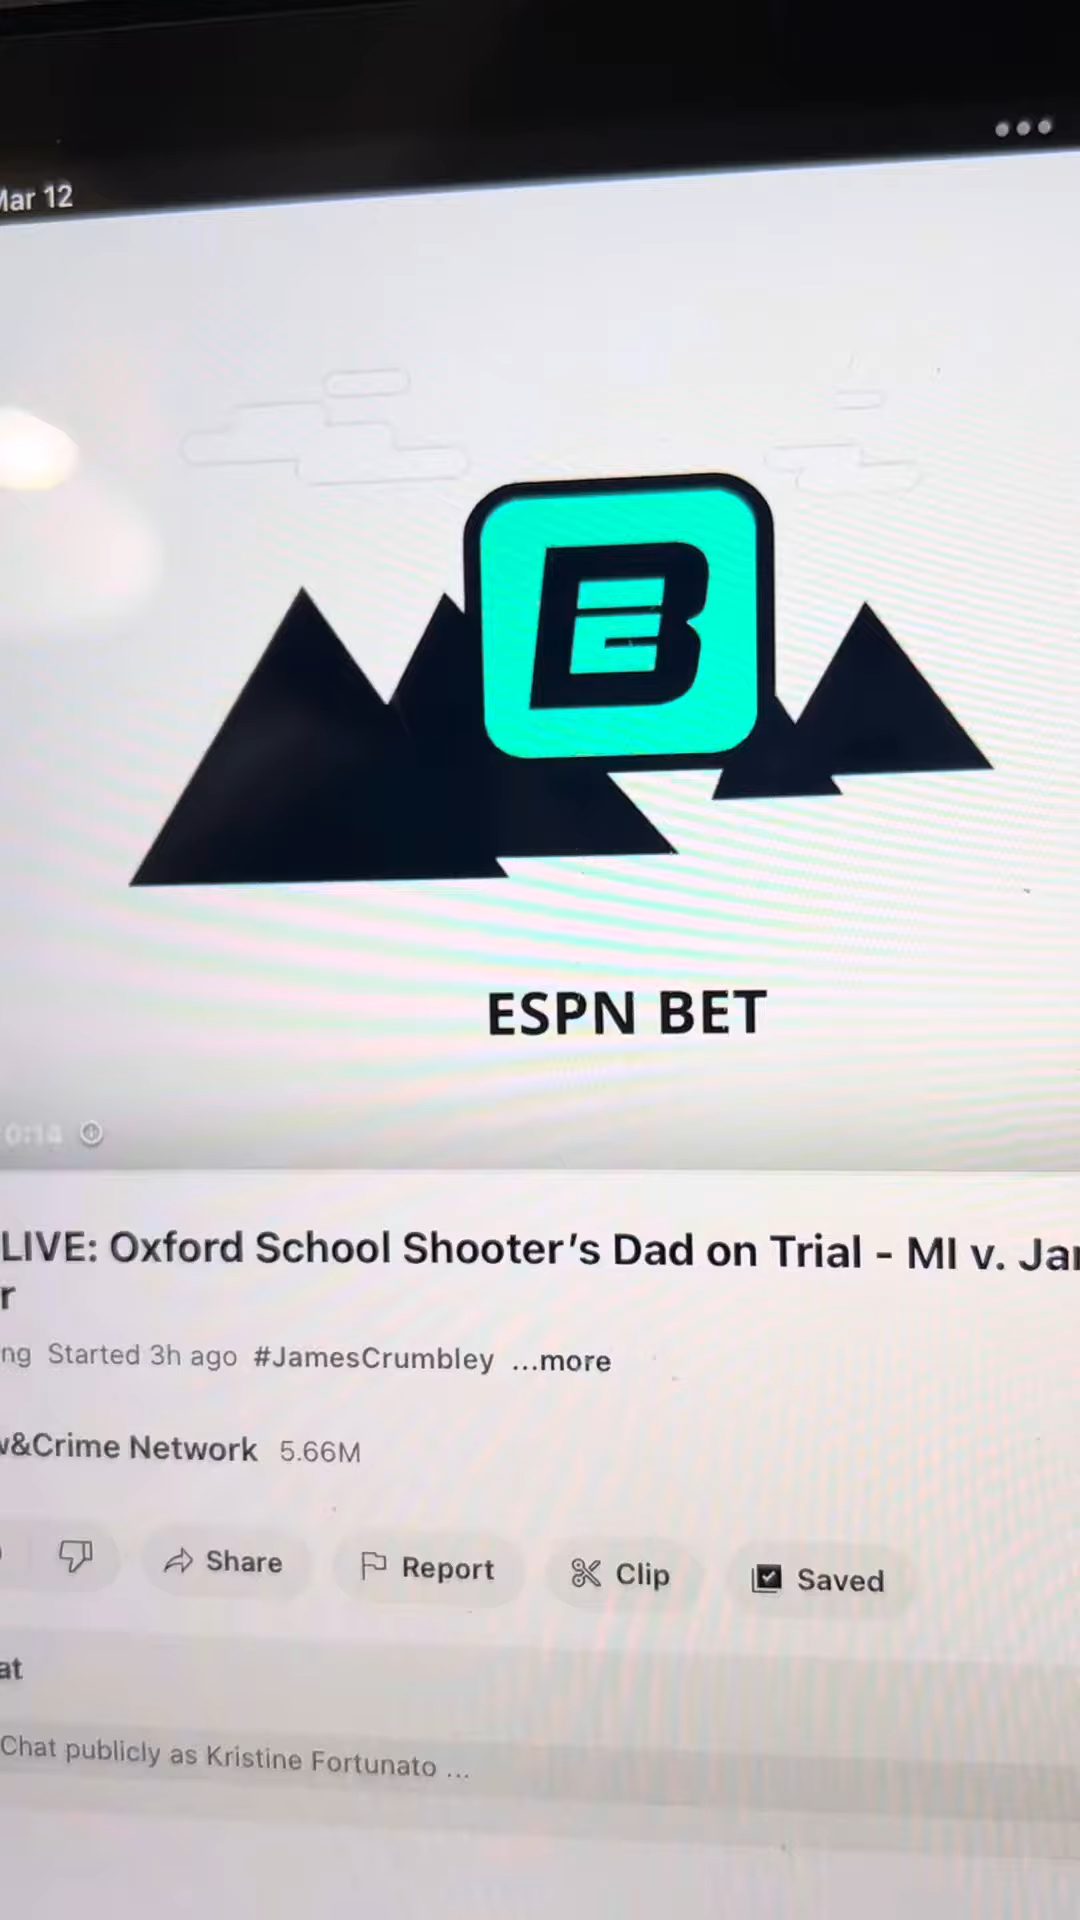 Mar 12
B
ESPN BET
0:14
LIVE: Oxford School Shooter's Dad on Trial - MI v. Jar
r
ng Started 3h ago #JamesCrumbley ...more
w&Crime Network 5.66M
Share Report Clip Saved
at
Chat publicly as Kristine Fortunato ...